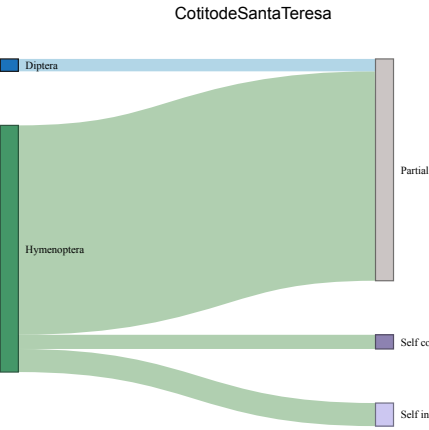 CotitodeSantaTeresa
Diptera
Partial
Hymenoptera
Self co
Self in